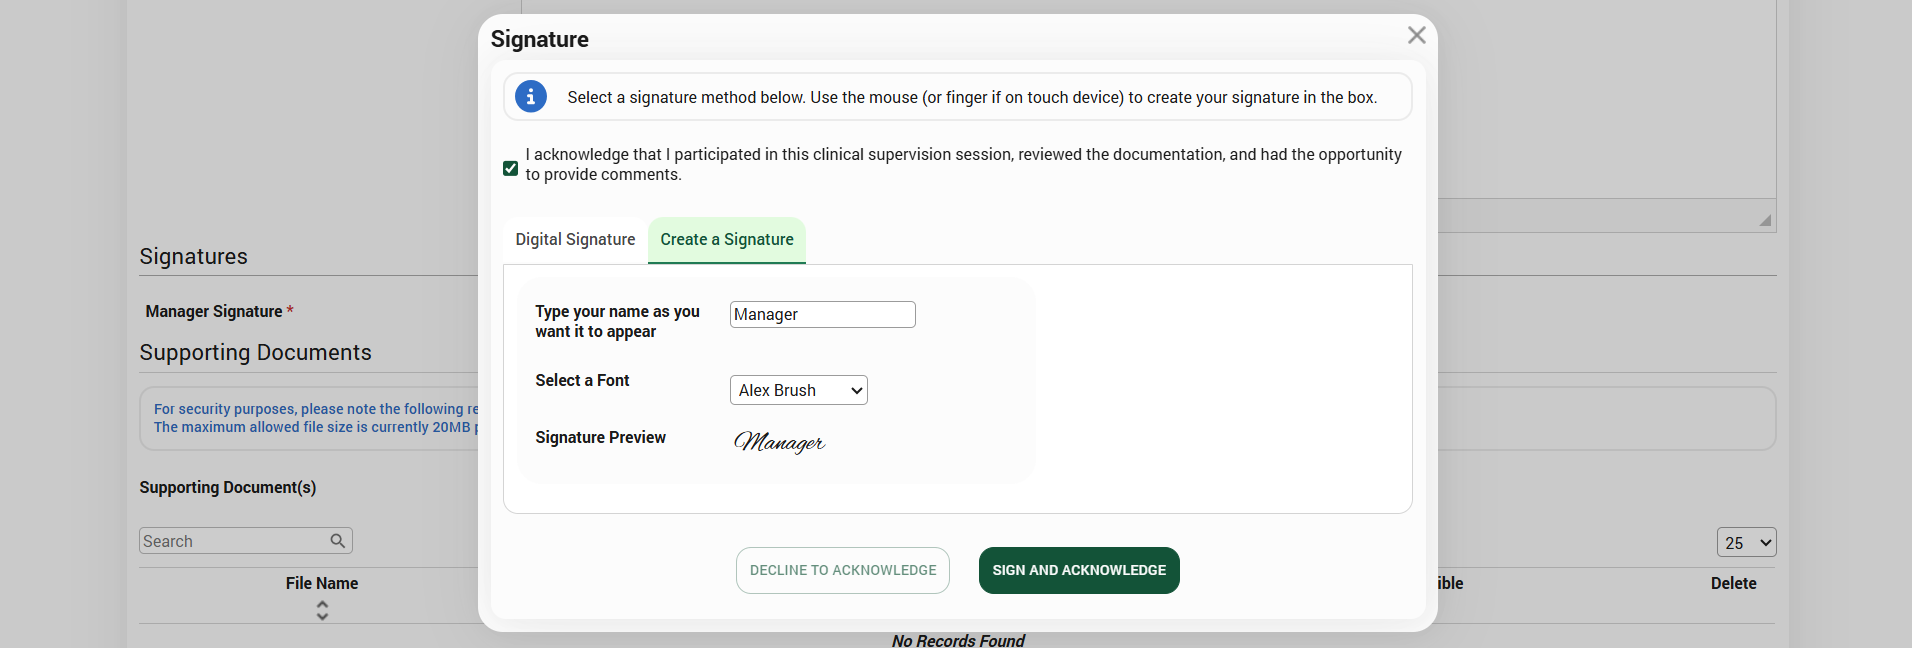 Signature
Select a signature method below. Use the mouse (or finger if on touch device) to create your signature in the box.
I acknowledge that I participated in this clinical supervision session, reviewed the documentation, and had the opportunity
to provide comments.
Digital Signature
Create a Signature
Type your name as you
want it to appear
Manager
Select a Font
Alex Brush
Signature Preview
Manager
DECLINE TO ACKNOWLEDGE
SIGN AND ACKNOWLEDGE
Signatures
Manager Signature *
Supporting Documents
For security purposes, please note the following
The maximum allowed file size is currently 20MB
Supporting Document(s)
Search
25
File Name
Delete
No Records Found